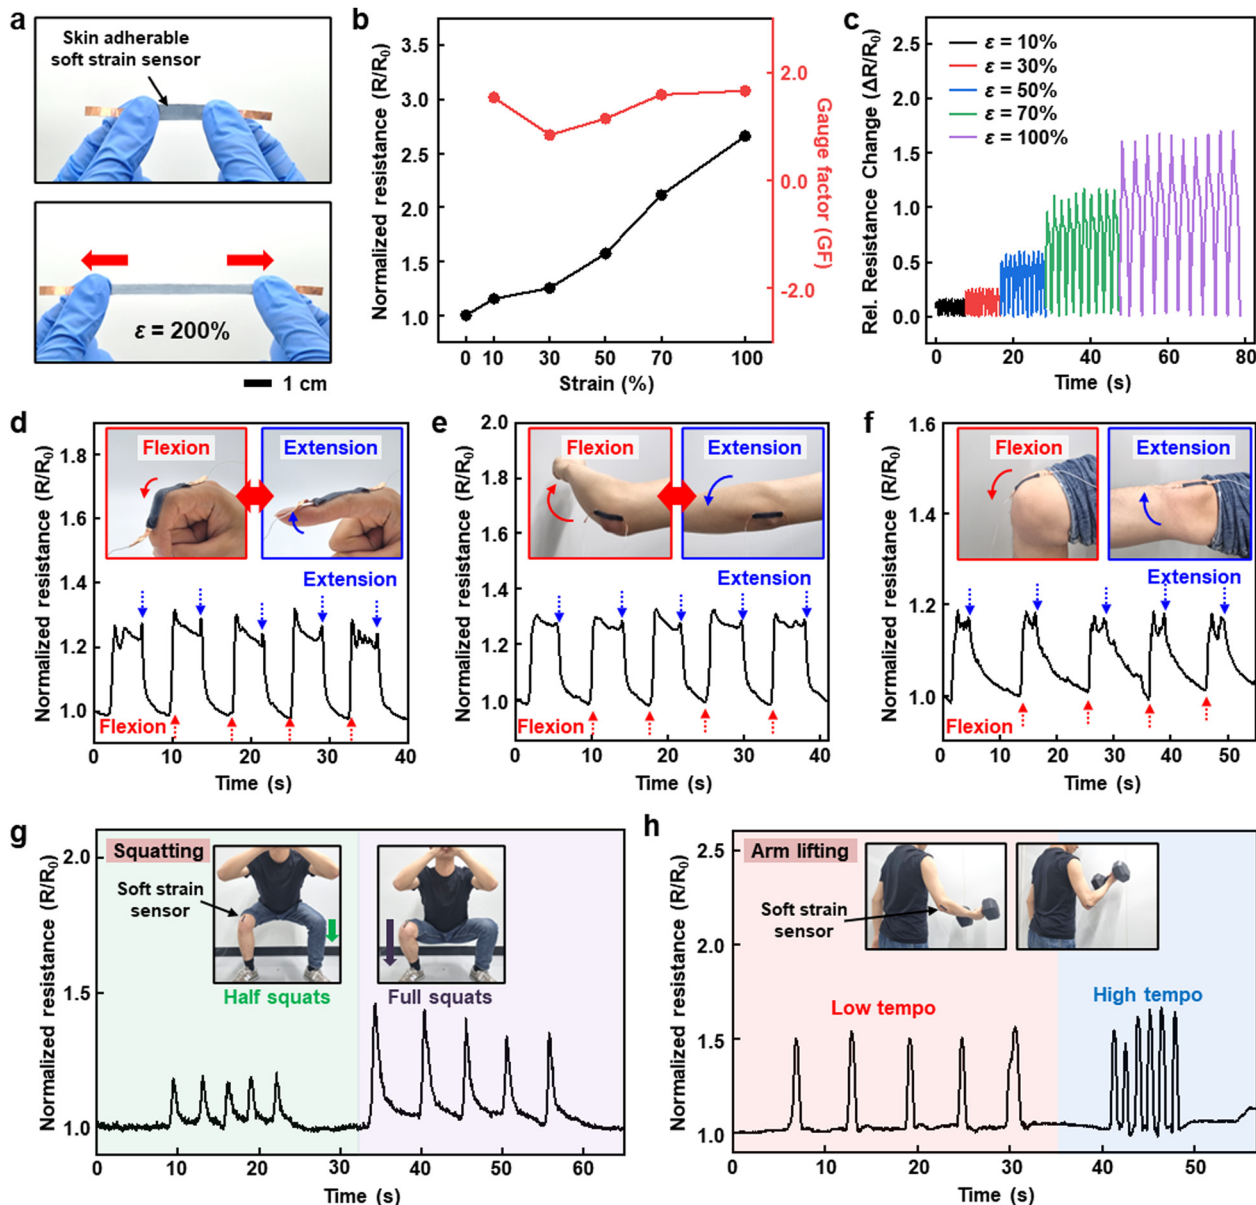 a
Skin adherable
soft strain sensor
ε = 200%
1 cm
b
Normalized resistance (R/R₀)
3.5
3.0
2.5
2.0
1.5
1.0
0 10 30 50 70 100
Strain (%)
2.0
0.0
-2.0
Gauge factor (GF)
c
Rel. Resistance Change (ΔR/R₀)
2.5
2.0
1.5
1.0
0.5
0.0
ε = 10%
ε = 30%
ε = 50%
ε = 70%
ε = 100%
0 20 40 60 80
Time (s)
d
Normalized resistance (R/R₀)
1.8
1.6
1.4
1.2
1.0
Flexion
Extension
Extension
Flexion
0 10 20 30 40
Time (s)
e
Normalized resistance (R/R₀)
2.0
1.8
1.6
1.4
1.2
1.0
Flexion
Extension
Extension
Flexion
0 10 20 30 40
Time (s)
f
Normalized resistance (R/R₀)
1.6
1.4
1.2
1.0
Flexion
Extension
Extension
Flexion
0 10 20 30 40 50
Time (s)
g
Normalized resistance (R/R₀)
2.0
1.5
1.0
Squatting
Soft strain
sensor
Half squats
Full squats
0 10 20 30 40 50 60
Time (s)
h
Normalized resistance (R/R₀)
2.5
2.0
1.5
1.0
Arm lifting
Soft strain
sensor
Low tempo
High tempo
0 10 20 30 40 50
Time (s)